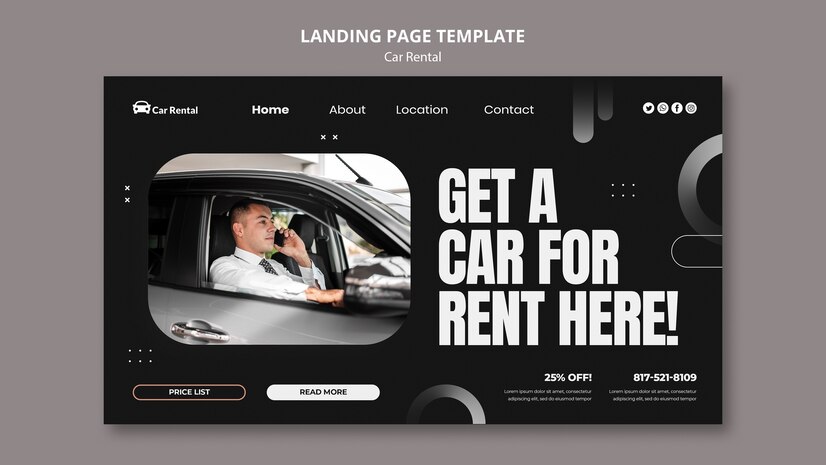 LANDING PAGE TEMPLATE
Car Rental
Car Rental Home About Location Contact
GET A
CAR FOR
RENT HERE!
25% OFF! 817-521-8109
Lorem ipsum dolor sit amet, consectetur Lorem ipsum dolor sit amet, consectetur
adipiscing elit, sed do eiusmod tempor adipiscing elit, sed do eiusmod tempor
PRICE LIST READ MORE